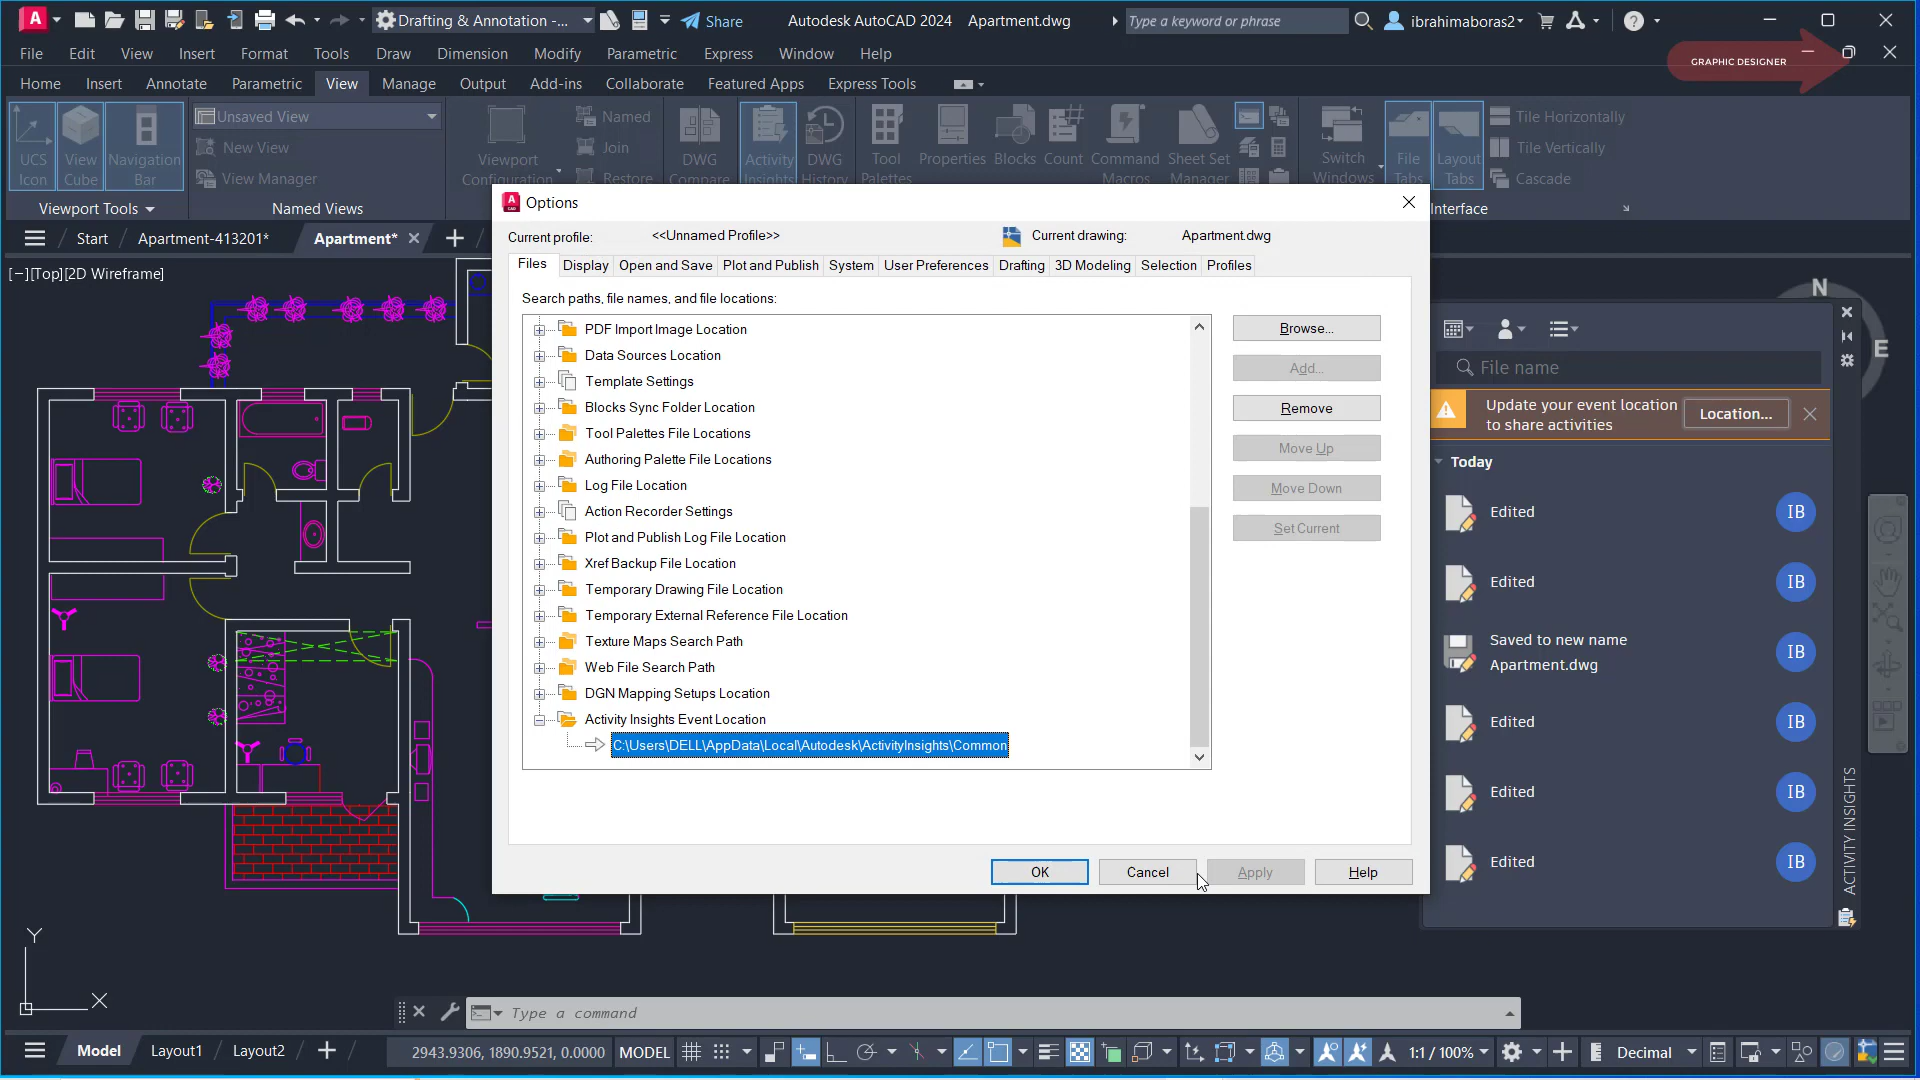 Drafting & Annotation -...
Share
Autodesk AutoCAD 2024 Apartment.dwg
Type a keyword or phrase
ibrahimaboras2
File Edit View Insert Format Tools Draw Dimension Modify Parametric Express Window Help
GRAPHIC DESIGNER
Home Insert Annotate Parametric View Manage Output Add-ins Collaborate Featured Apps Express Tools
UCS Icon
View Cube
Navigation Bar
Viewport Tools
Unsaved View
New View
View Manager
Named Views
Viewport Configuration
Named
Join
Restore
DWG Compare
Activity Insights
DWG History
Tool Palettes
Properties
Blocks
Count
Command Macros
Sheet Set Manager
Switch Windows
File Tabs
Layout Tabs
Tile Horizontally
Tile Vertically
Cascade
Interface
Start
Apartment-413201*
Apartment*
[−][Top][2D Wireframe]
Options
Current profile: <<Unnamed Profile>> Current drawing: Apartment.dwg
Files Display Open and Save Plot and Publish System User Preferences Drafting 3D Modeling Selection Profiles
Search paths, file names, and file locations:
PDF Import Image Location
Data Sources Location
Template Settings
Blocks Sync Folder Location
Tool Palettes File Locations
Authoring Palette File Locations
Log File Location
Action Recorder Settings
Plot and Publish Log File Location
Xref Backup File Location
Temporary Drawing File Location
Temporary External Reference File Location
Texture Maps Search Path
Web File Search Path
DGN Mapping Setups Location
Activity Insights Event Location
C:\Users\DELL\AppData\Local\Autodesk\ActivityInsights\Common
Browse...
Add...
Remove
Move Up
Move Down
Set Current
OK Cancel Apply Help
N
E
File name
Update your event location
to share activities
Location...
Today
Edited IB
Edited IB
Saved to new name
Apartment.dwg
IB
Edited IB
Edited IB
Edited IB
ACTIVITY INSIGHTS
Y
X
Type a command
Model Layout1 Layout2
2943.9306, 1890.9521, 0.0000 MODEL
1:1 / 100%
Decimal